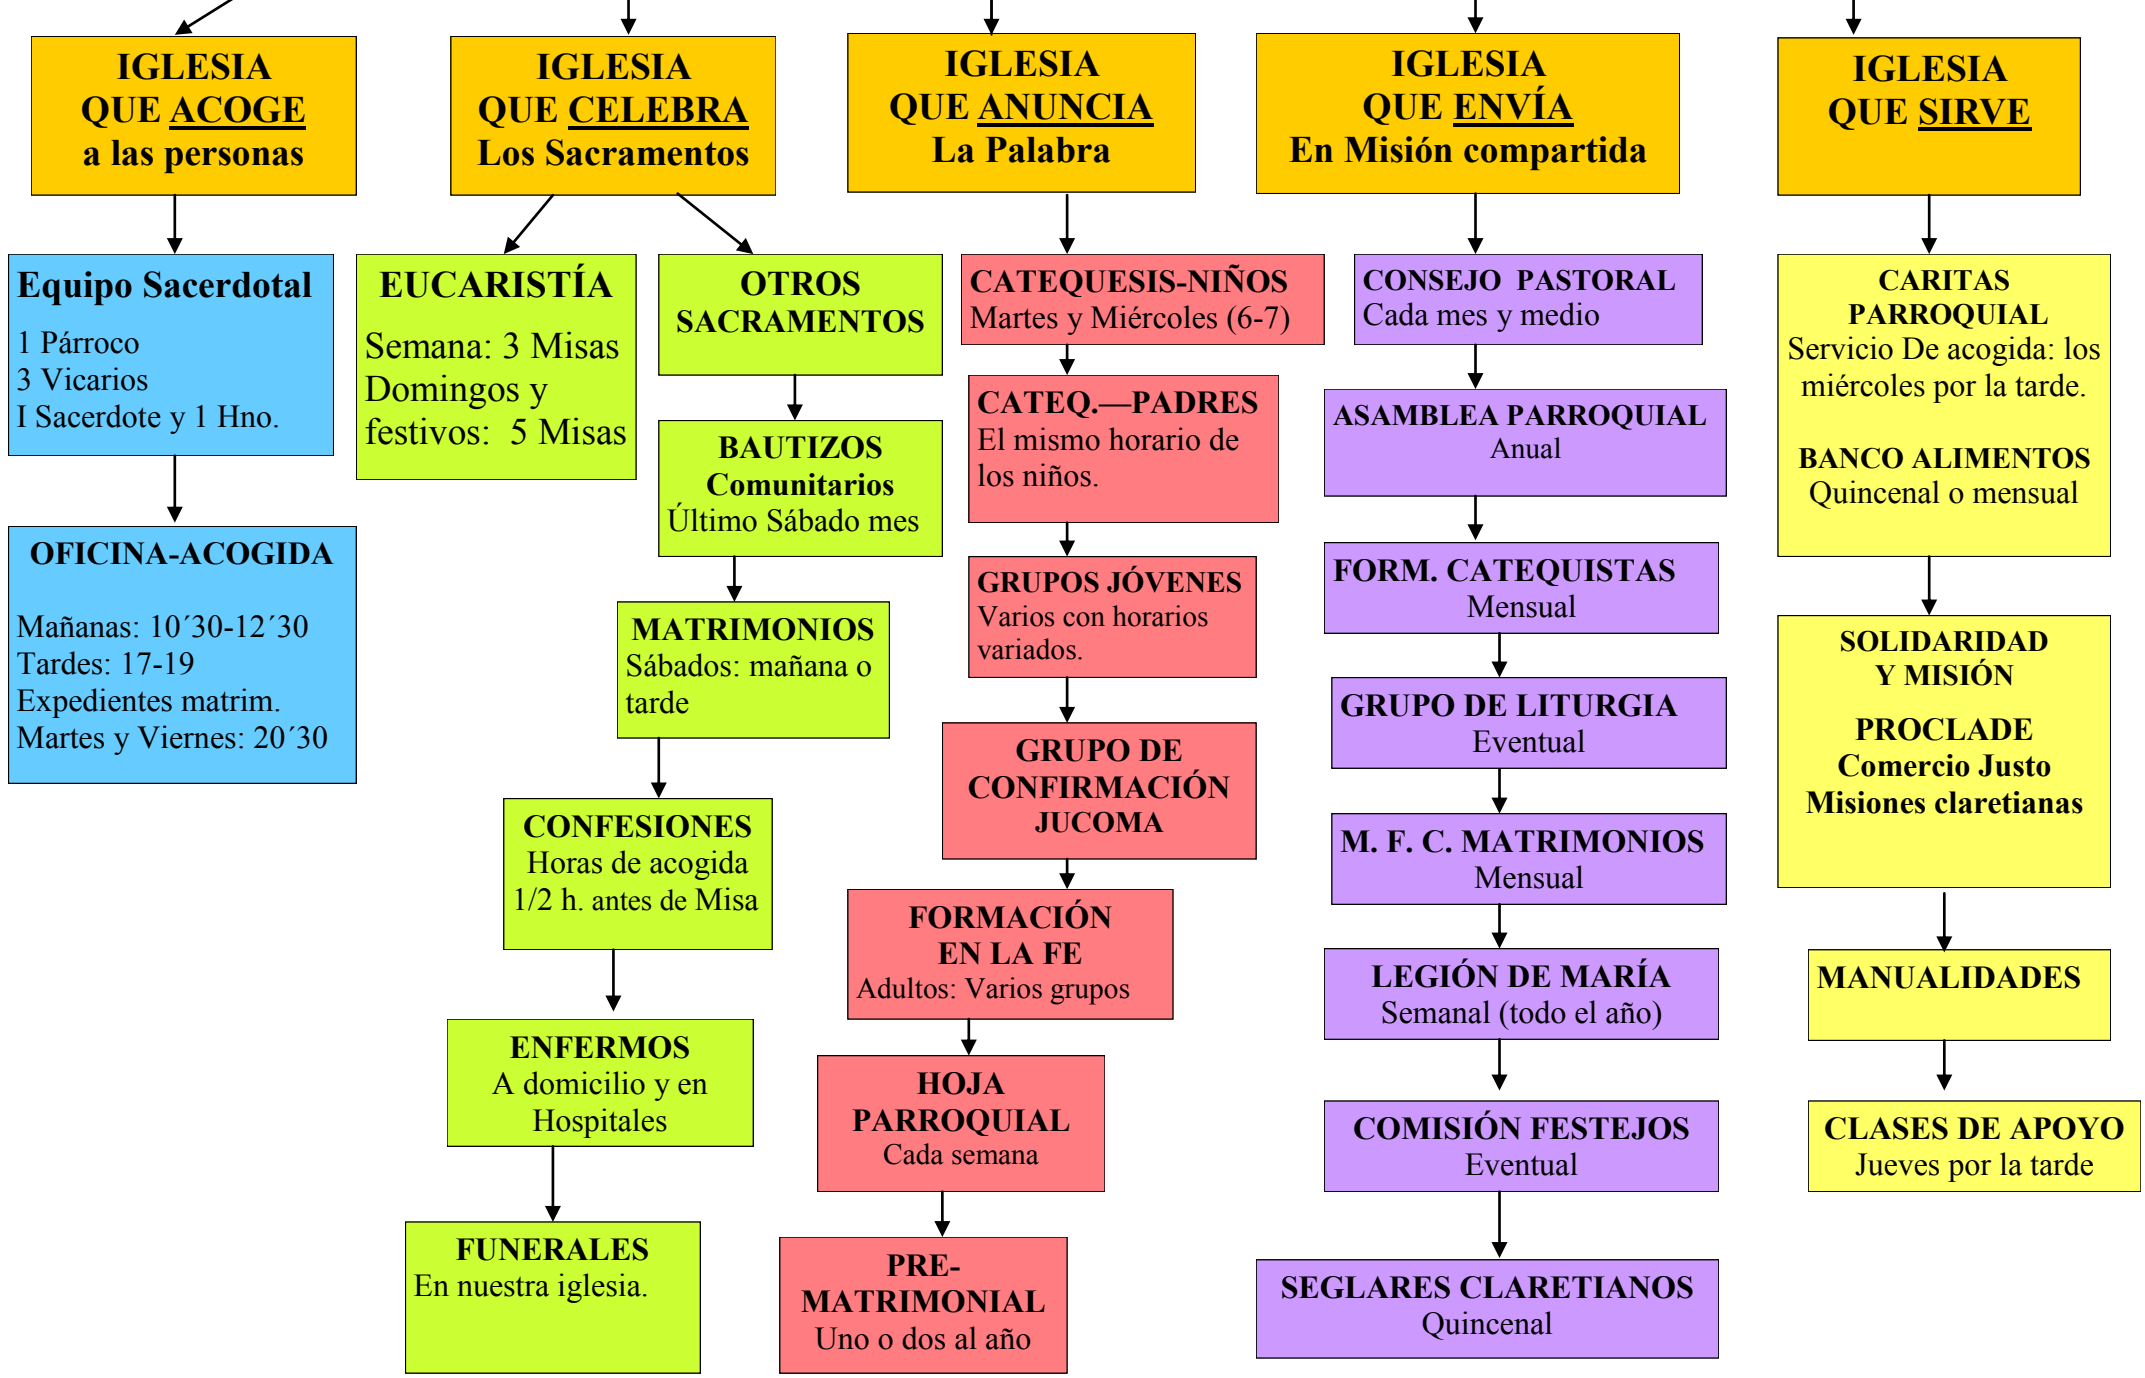 IGLESIA
QUE ACOGE
a las personas
IGLESIA
QUE CELEBRA
Los Sacramentos
IGLESIA
QUE ANUNCIA
La Palabra
IGLESIA
QUE ENVÍA
En Misión compartida
IGLESIA
QUE SIRVE
Equipo Sacerdotal
1 Párroco
3 Vicarios
I Sacerdote y 1 Hno.
OFICINA-ACOGIDA
Mañanas: 10´30-12´30
Tardes: 17-19
Expedientes matrim.
Martes y Viernes: 20´30
EUCARISTÍA
Semana: 3 Misas
Domingos y
festivos:  5 Misas
OTROS
SACRAMENTOS
BAUTIZOS
Comunitarios
Último Sábado mes
MATRIMONIOS
Sábados: mañana o
tarde
CONFESIONES
Horas de acogida
1/2 h. antes de Misa
ENFERMOS
A domicilio y en
Hospitales
FUNERALES
En nuestra iglesia.
CATEQUESIS-NIÑOS
Martes y Miércoles (6-7)
CATEQ.—PADRES
El mismo horario de
los niños.
GRUPOS JÓVENES
Varios con horarios
variados.
GRUPO DE
CONFIRMACIÓN
JUCOMA
FORMACIÓN
EN LA FE
Adultos: Varios grupos
HOJA
PARROQUIAL
Cada semana
PRE-
MATRIMONIAL
Uno o dos al año
CONSEJO  PASTORAL
Cada mes y medio
ASAMBLEA PARROQUIAL
Anual
FORM. CATEQUISTAS
Mensual
GRUPO DE LITURGIA
Eventual
M. F. C. MATRIMONIOS
Mensual
LEGIÓN DE MARÍA
Semanal (todo el año)
COMISIÓN FESTEJOS
Eventual
SEGLARES CLARETIANOS
Quincenal
CARITAS
PARROQUIAL
Servicio De acogida: los
miércoles por la tarde.
BANCO ALIMENTOS
Quincenal o mensual
SOLIDARIDAD
Y MISIÓN
PROCLADE
Comercio Justo
Misiones claretianas
MANUALIDADES
CLASES DE APOYO
Jueves por la tarde